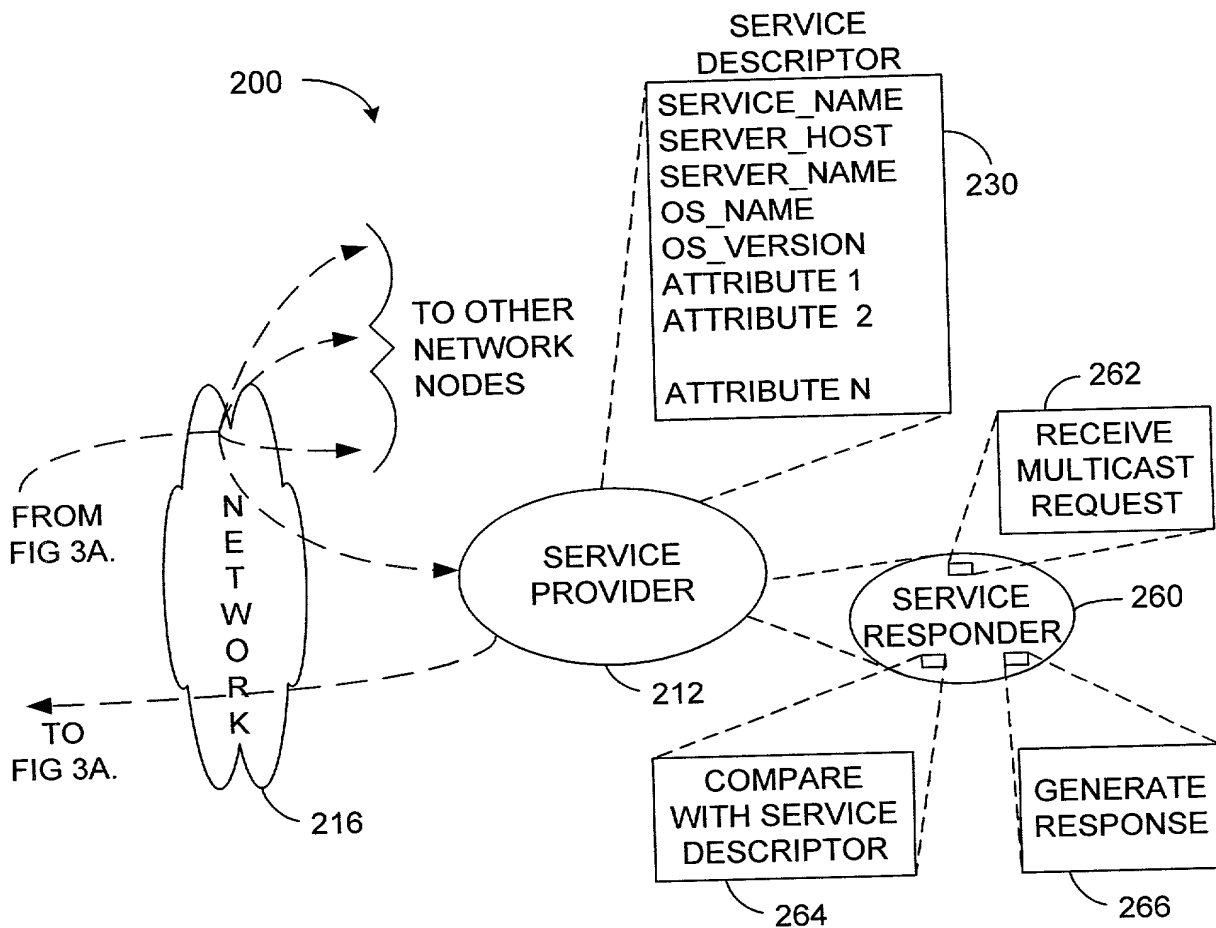 SERVICE
DESCRIPTOR
200
SERVICE_NAME
SERVER_HOST
SERVER_NAME
OS_NAME
OS_VERSION
ATTRIBUTE 1
ATTRIBUTE 2
ATTRIBUTE N
230
TO OTHER
NETWORK
NODES
262
RECEIVE
MULTICAST
REQUEST
FROM
FIG 3A.
NETWORK
SERVICE
PROVIDER
SERVICE
RESPONDER
260
212
TO
FIG 3A.
216
COMPARE
WITH SERVICE
DESCRIPTOR
GENERATE
RESPONSE
264
266